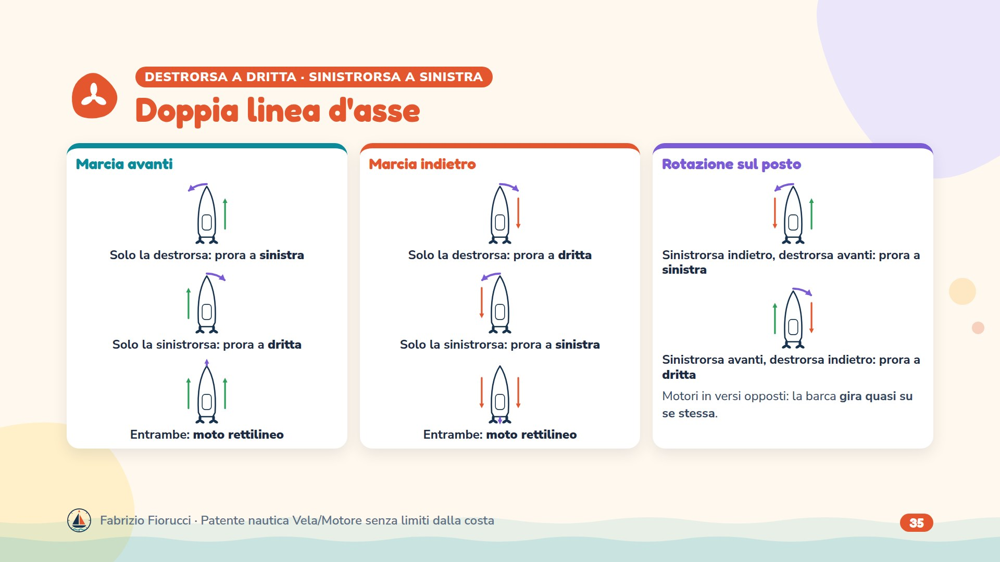 DESTRORSA A DRITTA · SINISTRORSA A SINISTRA
Doppia linea d'asse
Marcia avanti
Solo la destrorsa: prora a sinistra
Solo la sinistrorsa: prora a dritta
Entrambe: moto rettilineo
Marcia indietro
Solo la destrorsa: prora a dritta
Solo la sinistrorsa: prora a sinistra
Entrambe: moto rettilineo
Rotazione sul posto
Sinistrorsa indietro, destrorsa avanti: prora a
sinistra
Sinistrorsa avanti, destrorsa indietro: prora a
dritta
Motori in versi opposti: la barca gira quasi su
se stessa.
Fabrizio Fiorucci · Patente nautica Vela/Motore senza limiti dalla costa
35